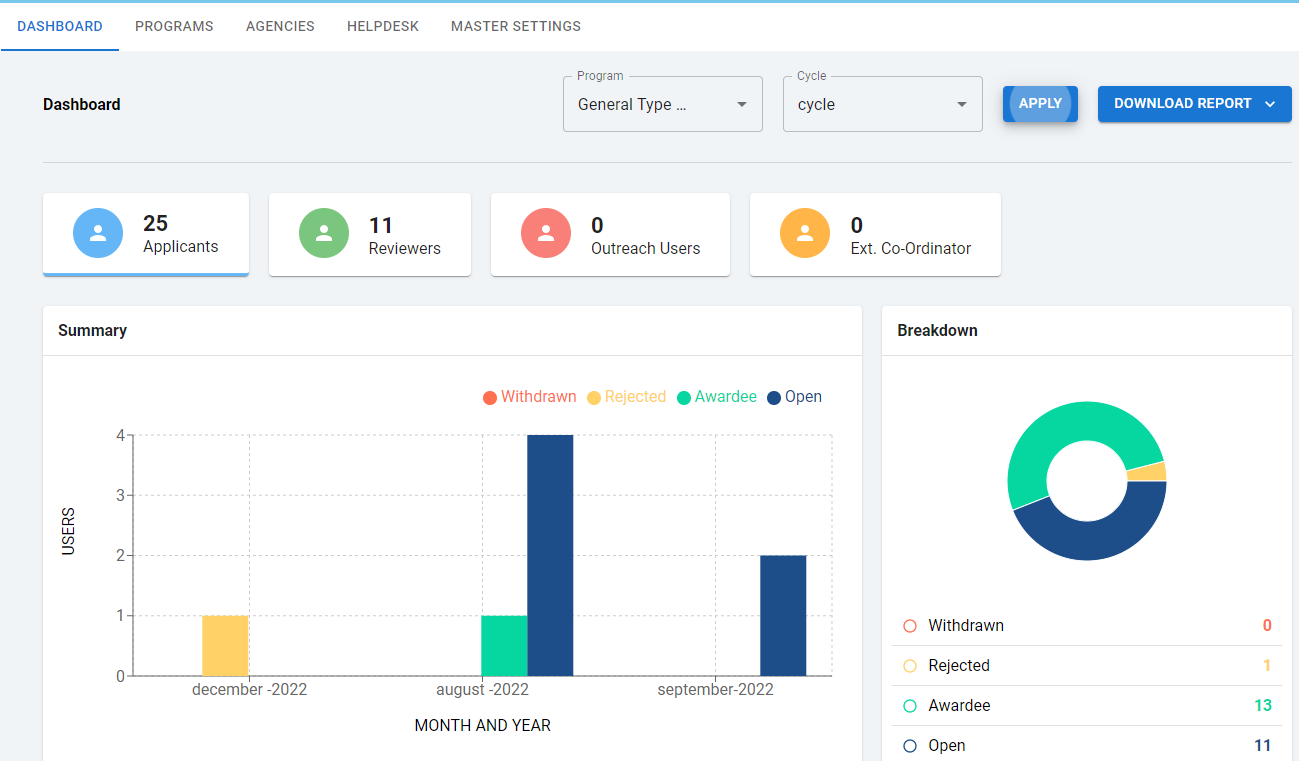 DASHBOARD PROGRAMS AGENCIES HELPDESK MASTER SETTINGS
Dashboard
Program
General Type ...
Cycle
cycle
APPLY
DOWNLOAD REPORT
25
Applicants
11
Reviewers
0
Outreach Users
0
Ext. Co-Ordinator
Summary
Withdrawn Rejected Awardee Open
4
3
2
1
0
USERS
december -2022 august -2022 september-2022
MONTH AND YEAR
Breakdown
Withdrawn 0
Rejected 1
Awardee 13
Open 11